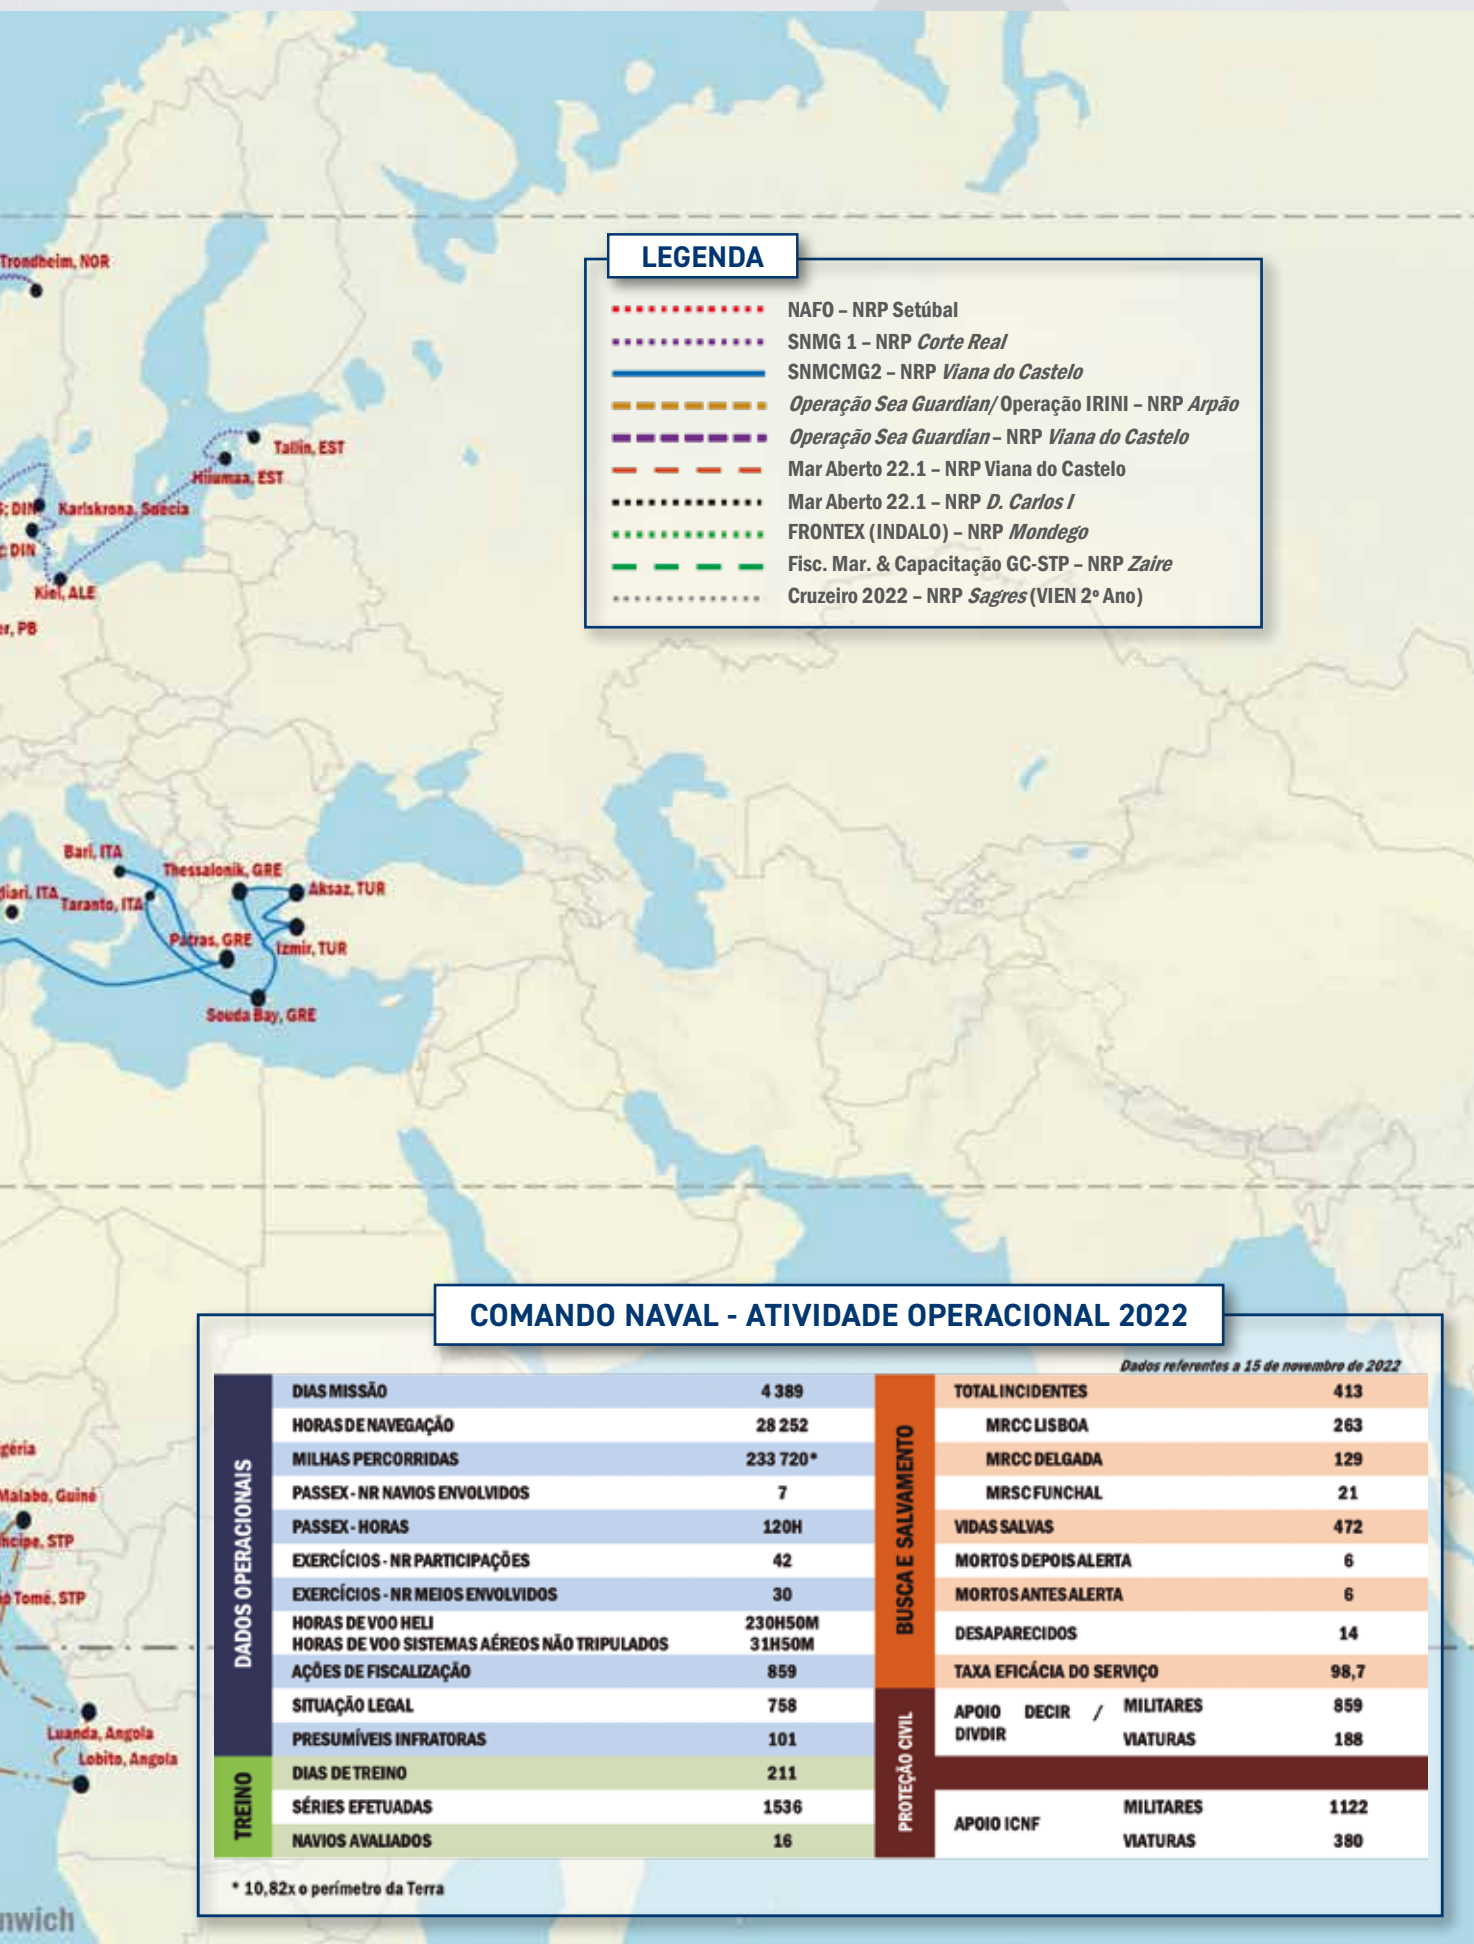 Trondheim, NOR
LEGENDA
NAFO – NRP Setúbal
SNMG 1 – NRP Corte Real
SNMCMG2 – NRP Viana do Castelo
Operação Sea Guardian/ Operação IRINI – NRP Arpão
Operação Sea Guardian – NRP Viana do Castelo
Mar Aberto 22.1 – NRP Viana do Castelo
Mar Aberto 22.1 – NRP D. Carlos I
FRONTEX (INDALO) – NRP Mondego
Fisc. Mar. & Capacitação GC-STP – NRP Zaire
Cruzeiro 2022 – NRP Sagres (VIEN 2º Ano)
Tallin, EST
Hiiumaa, EST
; DIN
Karlskrona, Suécia
; DIN
Kiel, ALE
er, PB
Bari, ITA
Thessalonik, GRE
Aksaz, TUR
gliari, ITA
Taranto, ITA
Patras, GRE
Izmir, TUR
Souda Bay, GRE
géria
Malabo, Guiné
ncipe, STP
o Tomé, STP
Luanda, Angola
Lobito, Angola
nwich
COMANDO NAVAL - ATIVIDADE OPERACIONAL 2022
Dados referentes a 15 de novembro de 2022
DADOS OPERACIONAIS
DIAS MISSÃO 4 389
HORAS DE NAVEGAÇÃO 28 252
MILHAS PERCORRIDAS 233 720*
PASSEX - NR NAVIOS ENVOLVIDOS 7
PASSEX - HORAS 120H
EXERCÍCIOS - NR PARTICIPAÇÕES 42
EXERCÍCIOS - NR MEIOS ENVOLVIDOS 30
HORAS DE VOO HELI 230H50M
HORAS DE VOO SISTEMAS AÉREOS NÃO TRIPULADOS 31H50M
AÇÕES DE FISCALIZAÇÃO 859
SITUAÇÃO LEGAL 758
PRESUMÍVEIS INFRATORAS 101
TREINO
DIAS DE TREINO 211
SÉRIES EFETUADAS 1536
NAVIOS AVALIADOS 16
BUSCA E SALVAMENTO
TOTAL INCIDENTES 413
MRCC LISBOA 263
MRCC DELGADA 129
MRSC FUNCHAL 21
VIDAS SALVAS 472
MORTOS DEPOIS ALERTA 6
MORTOS ANTES ALERTA 6
DESAPARECIDOS 14
TAXA EFICÁCIA DO SERVIÇO 98,7
PROTEÇÃO CIVIL
APOIO DECIR /
DIVDIR
MILITARES 859
VIATURAS 188
APOIO ICNF
MILITARES 1122
VIATURAS 380
* 10,82x o perímetro da Terra